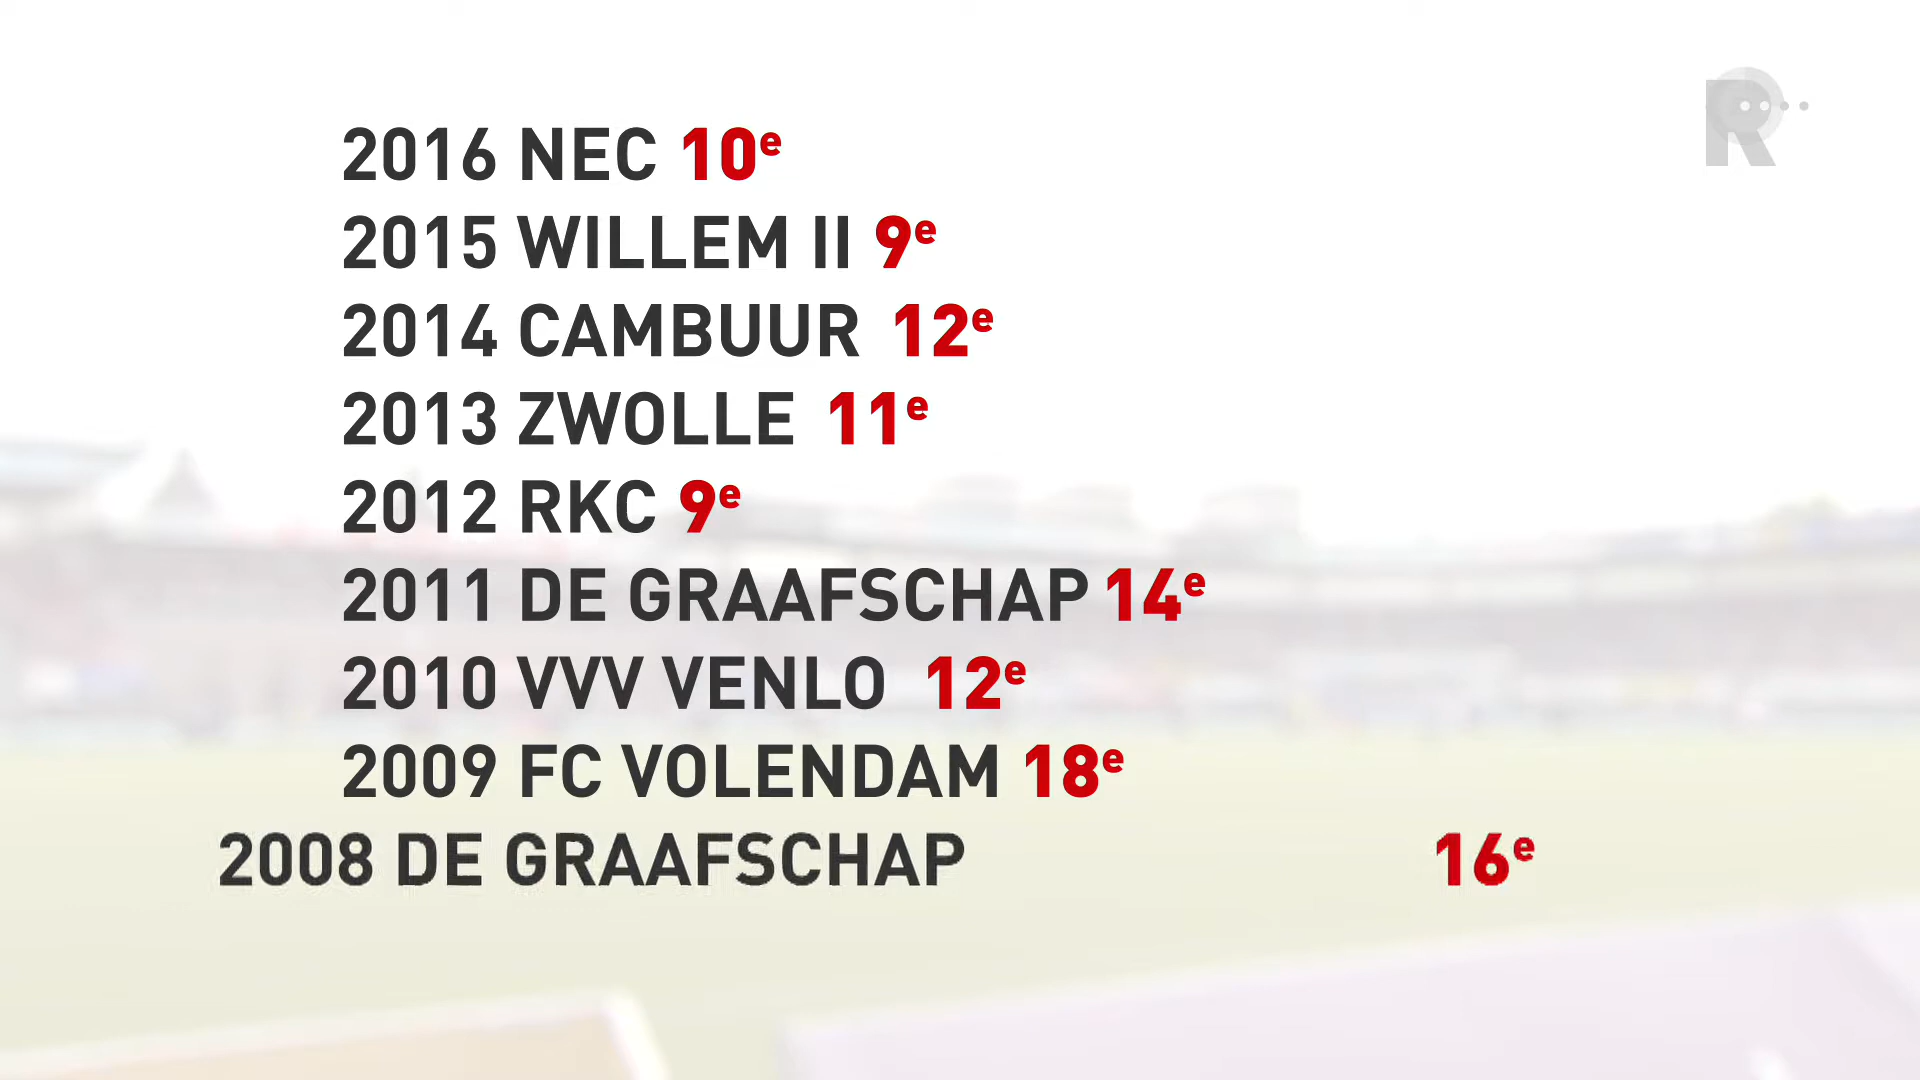 2016 NEC 10e
2015 WILLEM II 9e
2014 CAMBUUR 12e
2013 ZWOLLE 11e
2012 RKC 9e
2011 DE GRAAFSCHAP 14e
2010 VVV VENLO 12e
2009 FC VOLENDAM 18e
2008 DE GRAAFSCHAP 16e
R